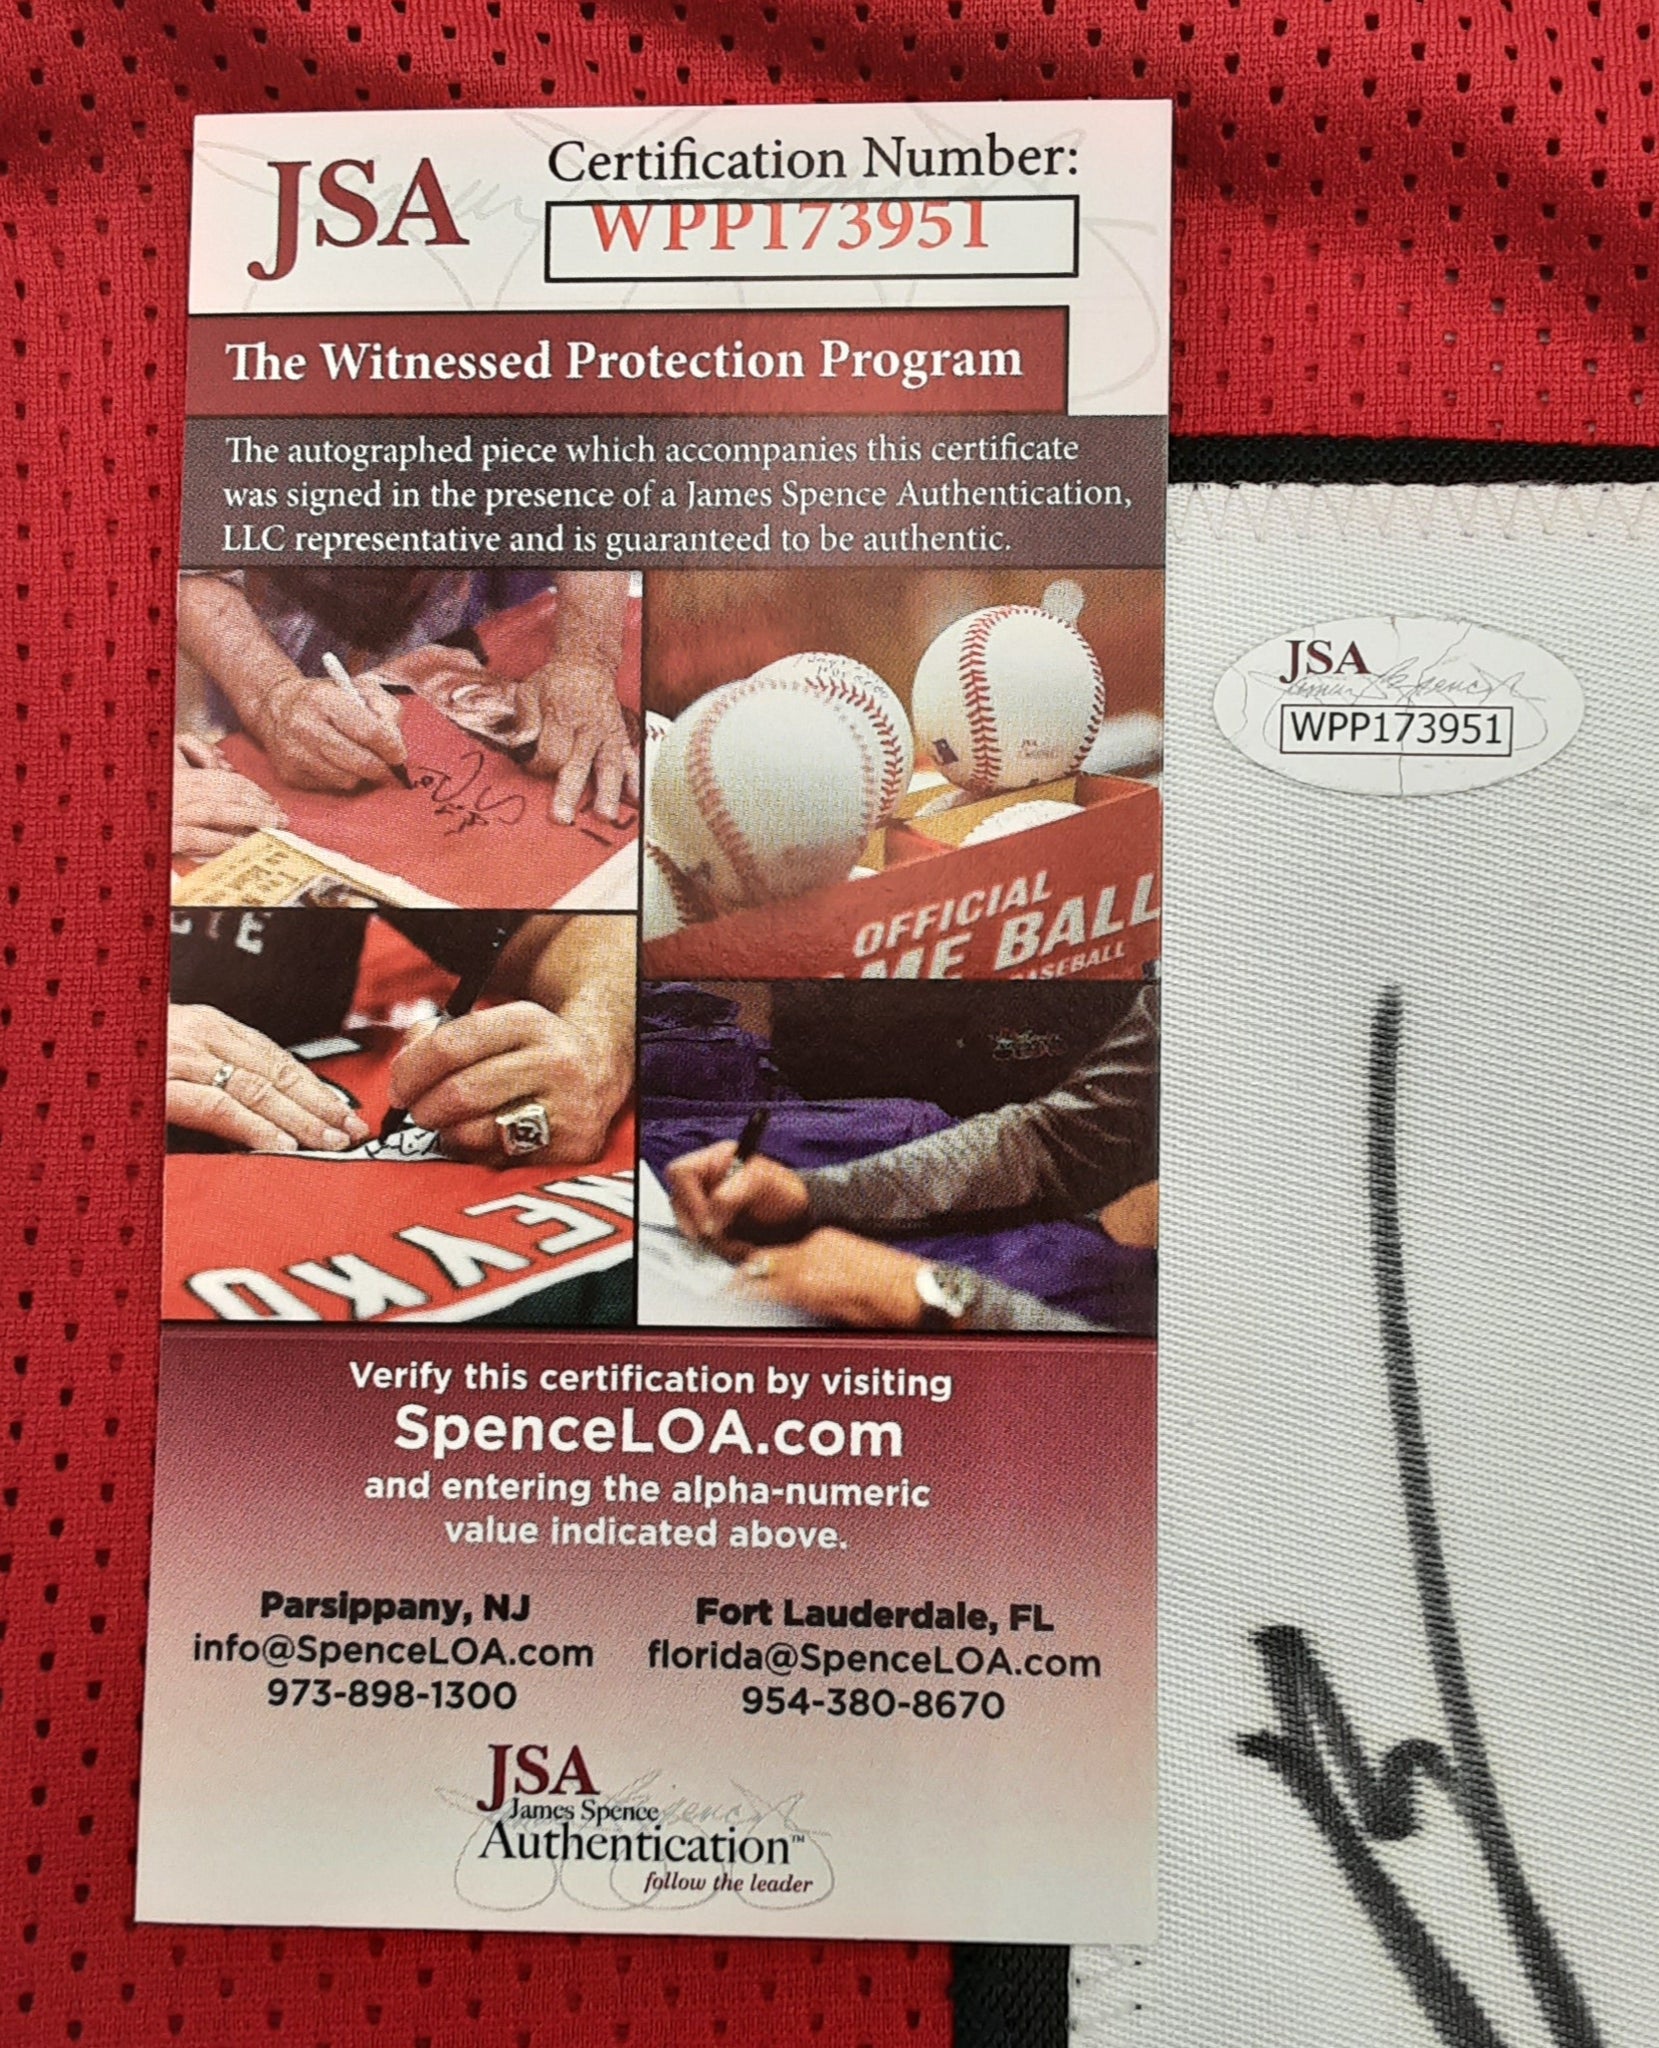 JSA
Certification Number:
WPP173951
The Witnessed Protection Program
The autographed piece which accompanies this certificate
was signed in the presence of a James Spence Authentication,
LLC representative and is guaranteed to be authentic.
OFFICIAL
ME BALL
BASEBALL
JSA
WPP173951
Verify this certification by visiting
SpenceLOA.com
and entering the alpha-numeric
value indicated above.
Parsippany, NJ
info@SpenceLOA.com
973-898-1300
Fort Lauderdale, FL
florida@SpenceLOA.com
954-380-8670
JSA
James Spence
Authentication™
follow the leader